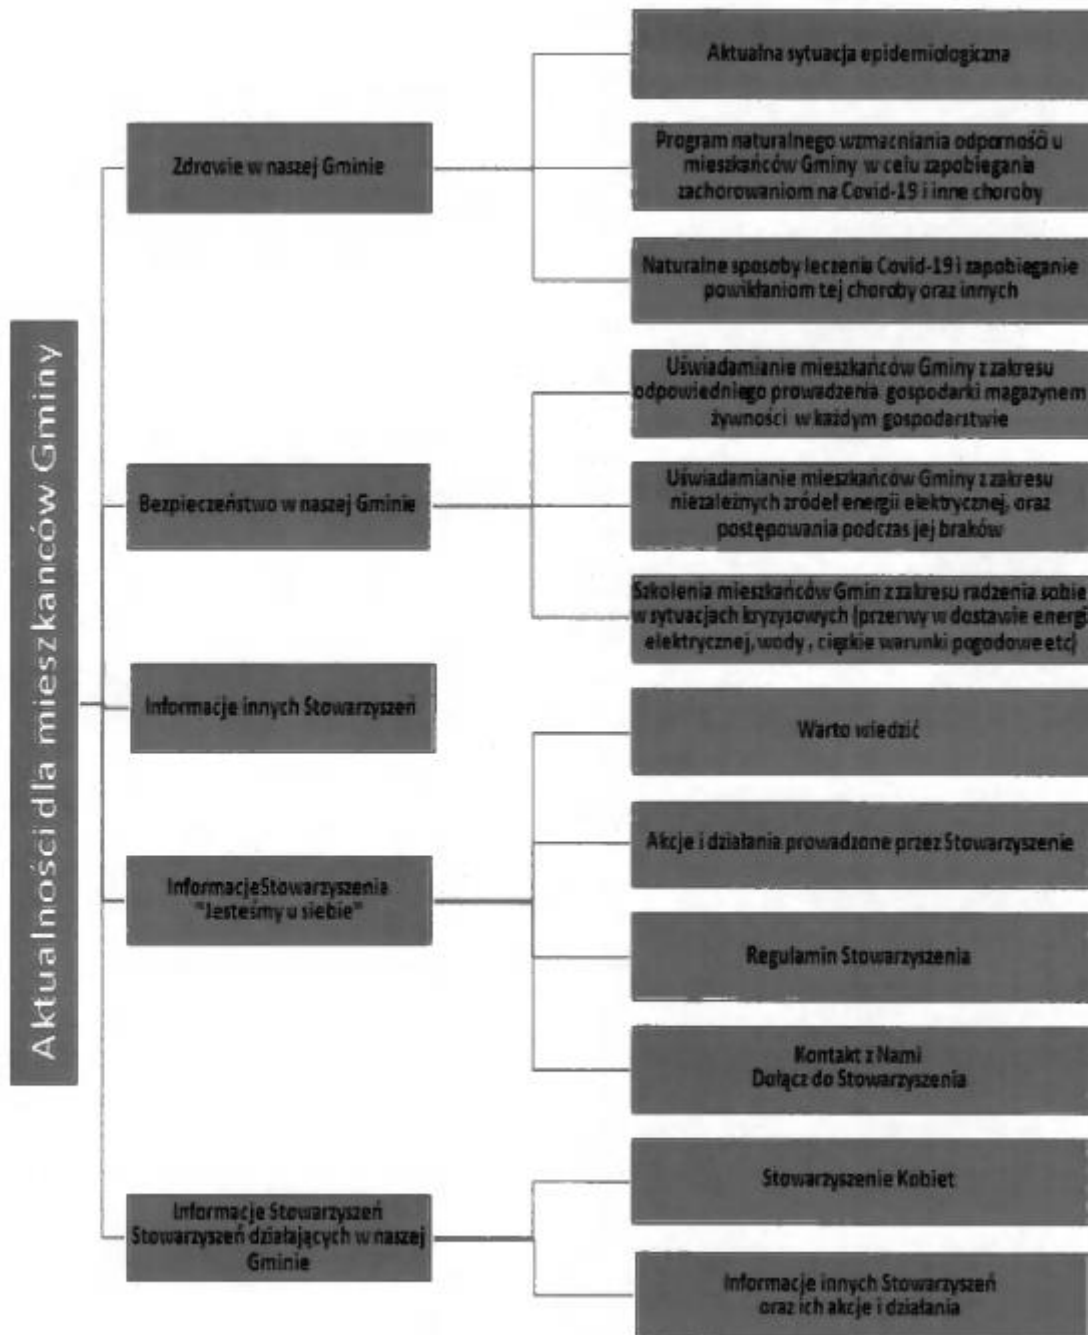 Aktualności dla mieszkańców Gminy
Zdrowie w naszej Gminie
Aktualna sytuacja epidemiologiczna
Program naturalnego wzmacniania odporności u
mieszkańców Gminy w celu zapobiegania
zachorowaniom na Covid-19 i inne choroby
Naturalne sposoby leczenia Covid-19 i zapobieganie
powikłaniom tej choroby oraz innych
Bezpieczeństwo w naszej Gminie
Uświadamianie mieszkańców Gminy z zakresu
odpowiedniego prowadzenia gospodarki magazynem
żywności w każdym gospodarstwie
Uświadamianie mieszkańców Gminy z zakresu
niezależnych zródeł energii elektrycznej, oraz
postępowania podczas jej braków
Szkolenia mieszkańców Gmin z zakresu radzenia sobie
w sytuacjach kryzysowych (przerwy w dostawie energi
elektrycznej, wody , ciężkie warunki pogodowe etc)
Informacje innych Stowarzyszeń
InformacjeStowarzyszenia
"Jesteśmy u siebie"
Warto wiedzić
Akcje i działania prowadzone przez Stowarzyszenie
Regulamin Stowarzyszenia
Kontakt z Nami
Dołącz do Stowarzyszenia
Informacje Stowarzyszeń
Stowarzyszeń działających w naszej
Gminie
Stowarzyszenie Kobiet
Informacje innych Stowarzyszeń
oraz ich akcje i działania